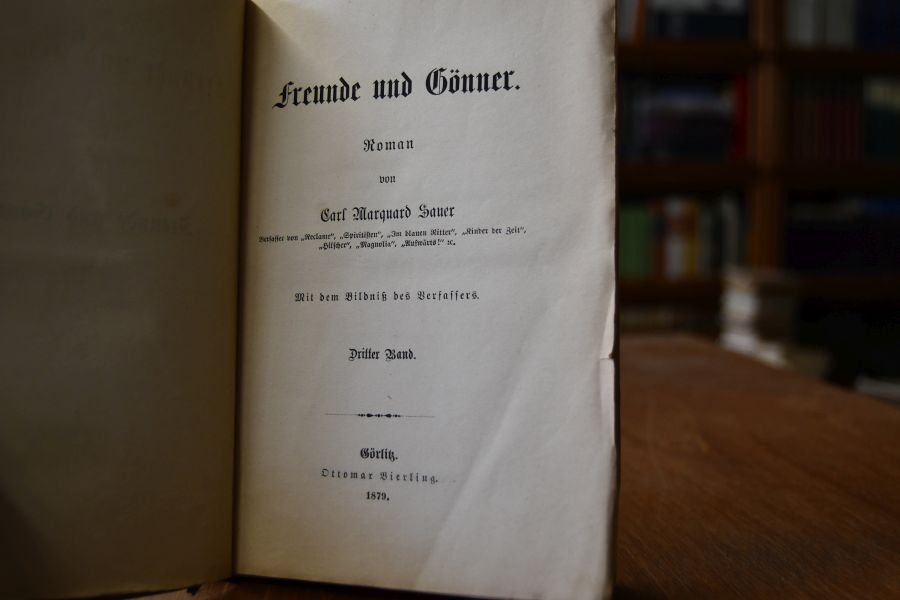 Freunde und Gönner.
Roman
von
Carl Marquard Sauer
Verfasser von „Reclame“, „Spiritisten“, „Im blauen Ritter“, „Kinder der Zeit“,
„Hilscher“, „Magnolia“, „Aufwärts!“ ꝛc.
Mit dem Bildniß des Verfassers.
Dritter Band.
Görlitz.
Ottomar Vierling.
1879.